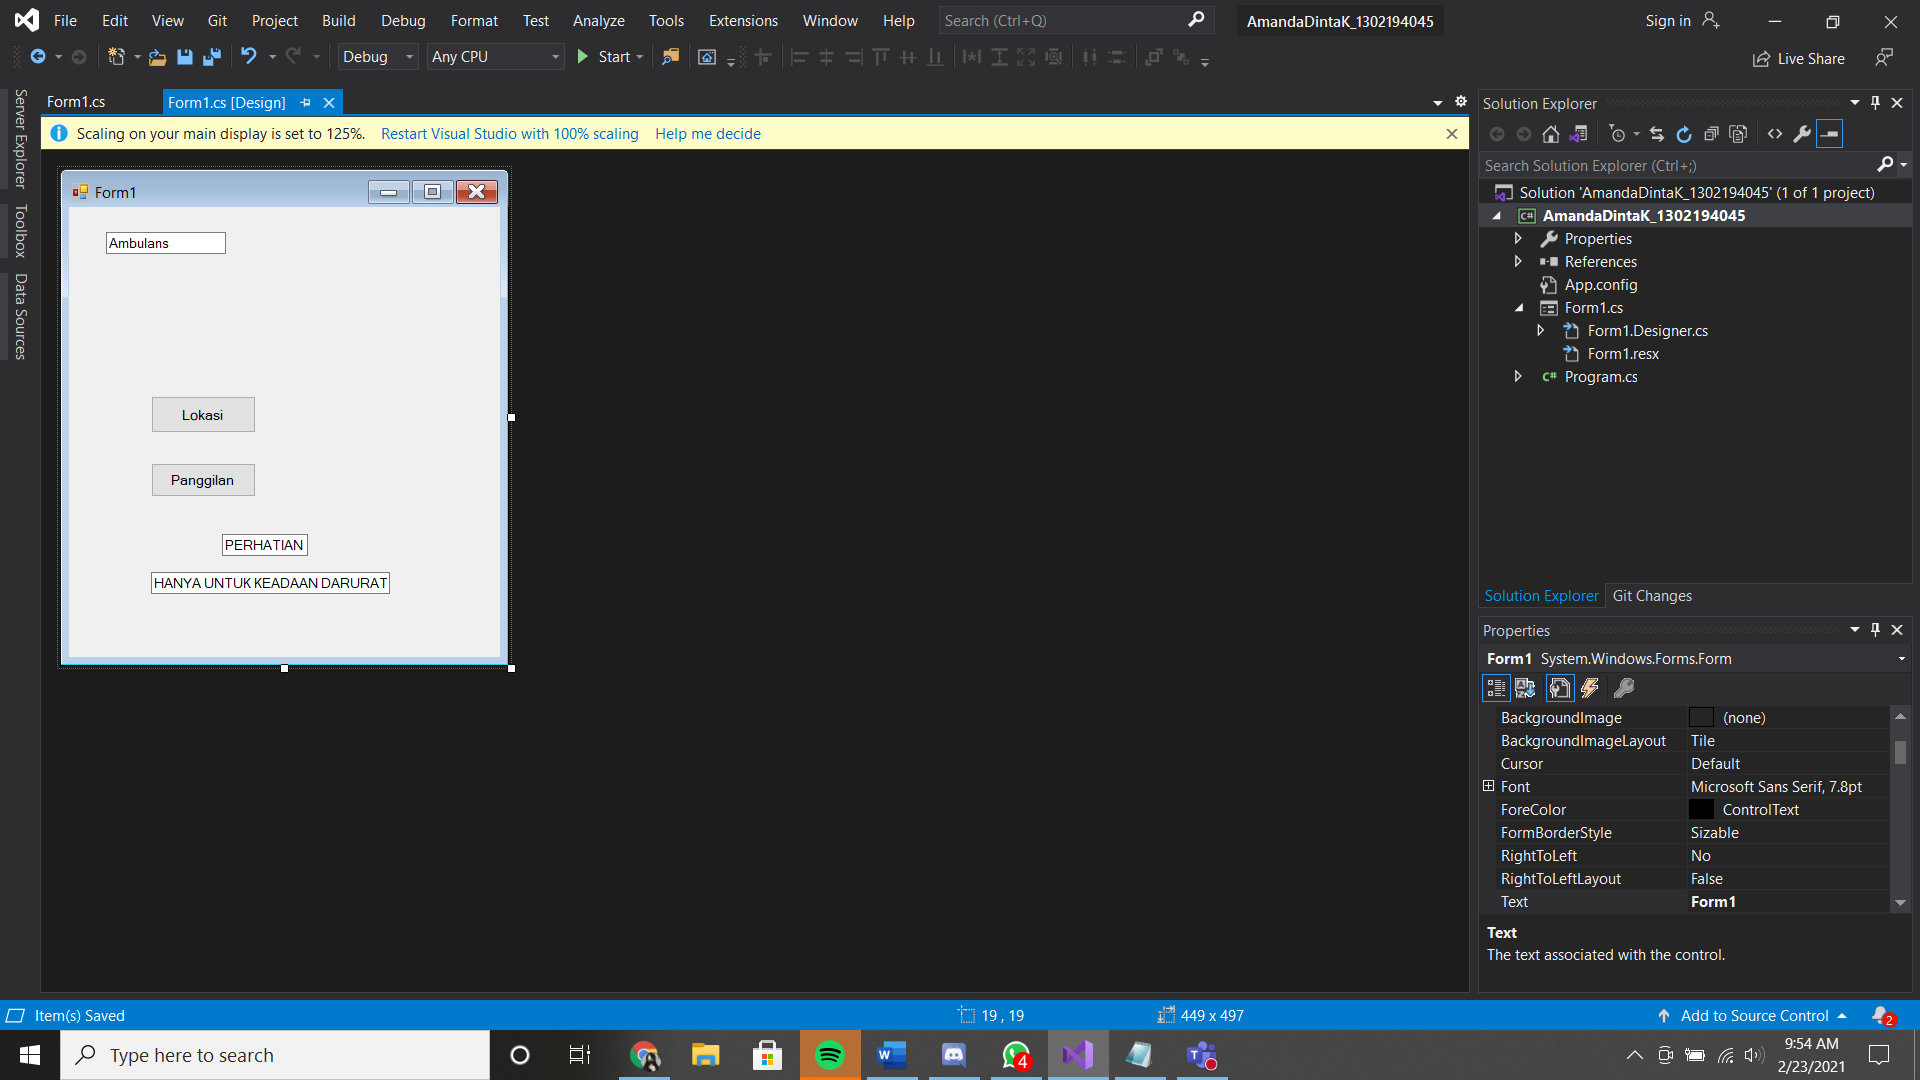 File Edit View Git Project Build Debug Format Test Analyze Tools Extensions Window Help Search (Ctrl+Q) AmandaDintaK_1302194045 Sign in
Debug Any CPU Start Live Share
Server Explorer
Toolbox
Data Sources
Form1.cs Form1.cs [Design]
Scaling on your main display is set to 125%. Restart Visual Studio with 100% scaling Help me decide
Form1
Ambulans
Lokasi
Panggilan
PERHATIAN
HANYA UNTUK KEADAAN DARURAT
Solution Explorer
Search Solution Explorer (Ctrl+;)
Solution 'AmandaDintaK_1302194045' (1 of 1 project)
C# AmandaDintaK_1302194045
Properties
References
App.config
Form1.cs
Form1.Designer.cs
Form1.resx
C# Program.cs
Solution Explorer Git Changes
Properties
Form1 System.Windows.Forms.Form
BackgroundImage (none)
BackgroundImageLayout Tile
Cursor Default
Font Microsoft Sans Serif, 7.8pt
ForeColor ControlText
FormBorderStyle Sizable
RightToLeft No
RightToLeftLayout False
Text Form1
Text
The text associated with the control.
Item(s) Saved 19 , 19 449 x 497 Add to Source Control 2
Type here to search 4 9:54 AM
2/23/2021